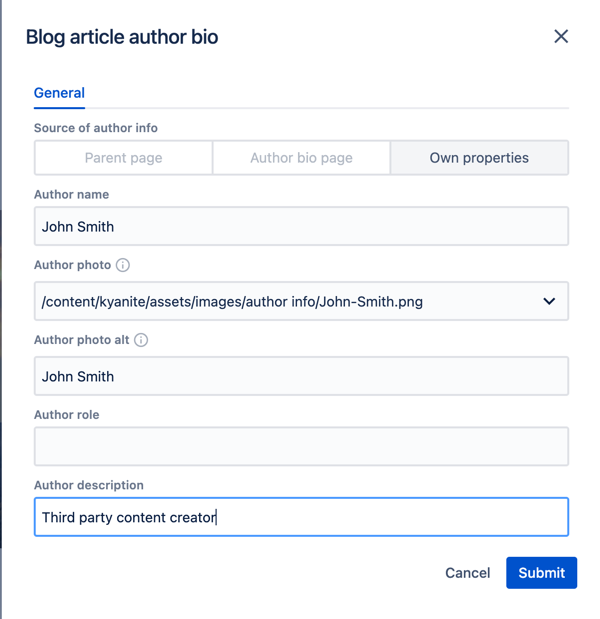 Blog article author bio
General
Source of author info
Parent page Author bio page Own properties
Author name
John Smith
Author photo
/content/kyanite/assets/images/author info/John-Smith.png
Author photo alt
John Smith
Author role
Author description
Third party content creator
Cancel Submit